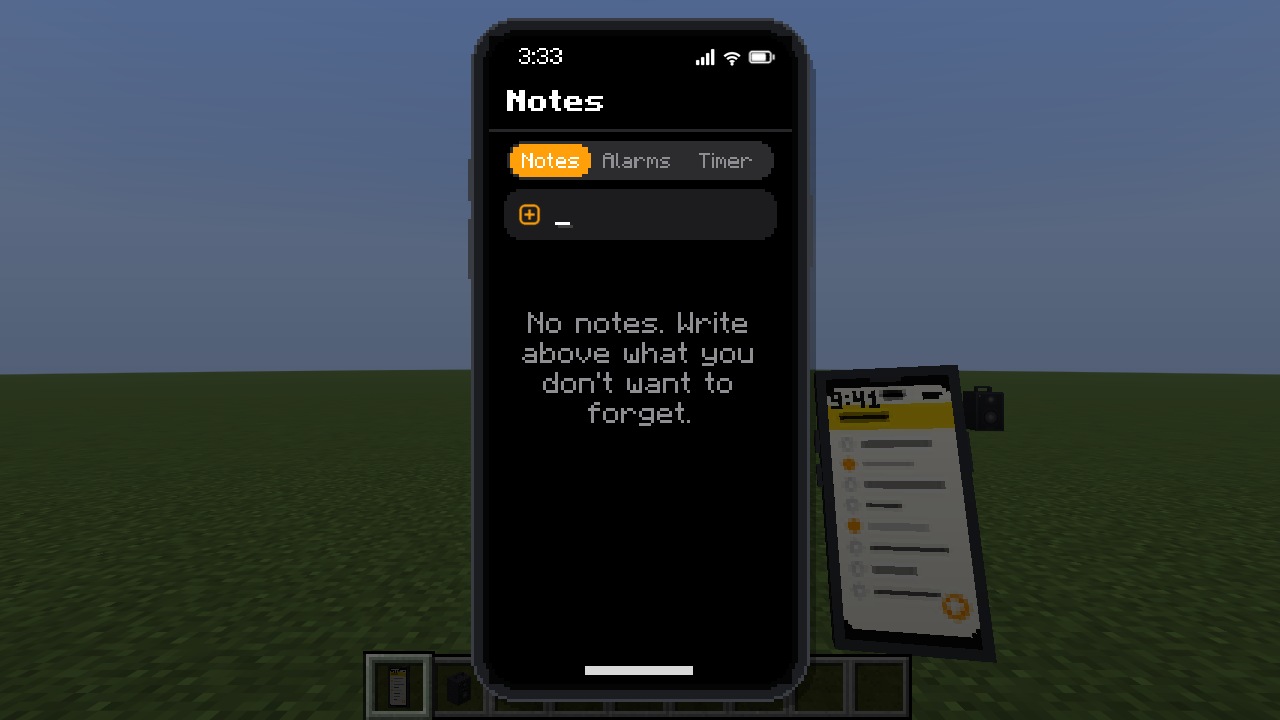 3:33
Notes
Notes Alarms Timer
No notes. Write
above what you
don't want to
forget.
9:41